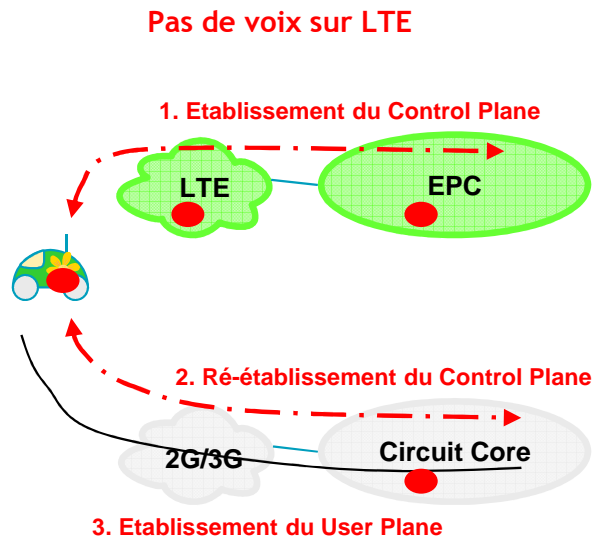 Pas de voix sur LTE
1. Etablissement du Control Plane
LTE
EPC
2. Ré-établissement du Control Plane
2G/3G
Circuit Core
3. Etablissement du User Plane